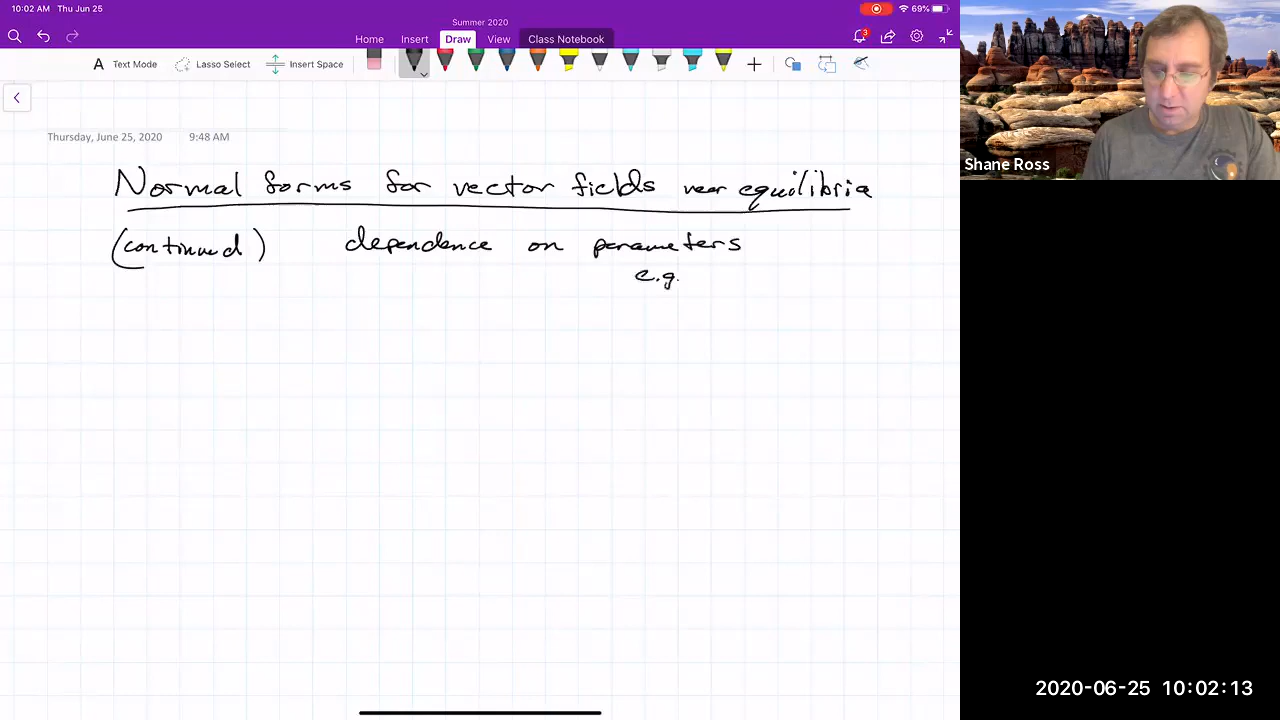 10:02 AM Thu Jun 25
69%
Summer 2020
Home Insert Draw View Class Notebook
3
A Text Mode Lasso Select Insert Space
Thursday, June 25, 2020 9:48 AM
Normal forms for vector fields near equilibria
(continued) dependence on parameters
e.g.
Shane Ross
2020-06-25 10:02:13